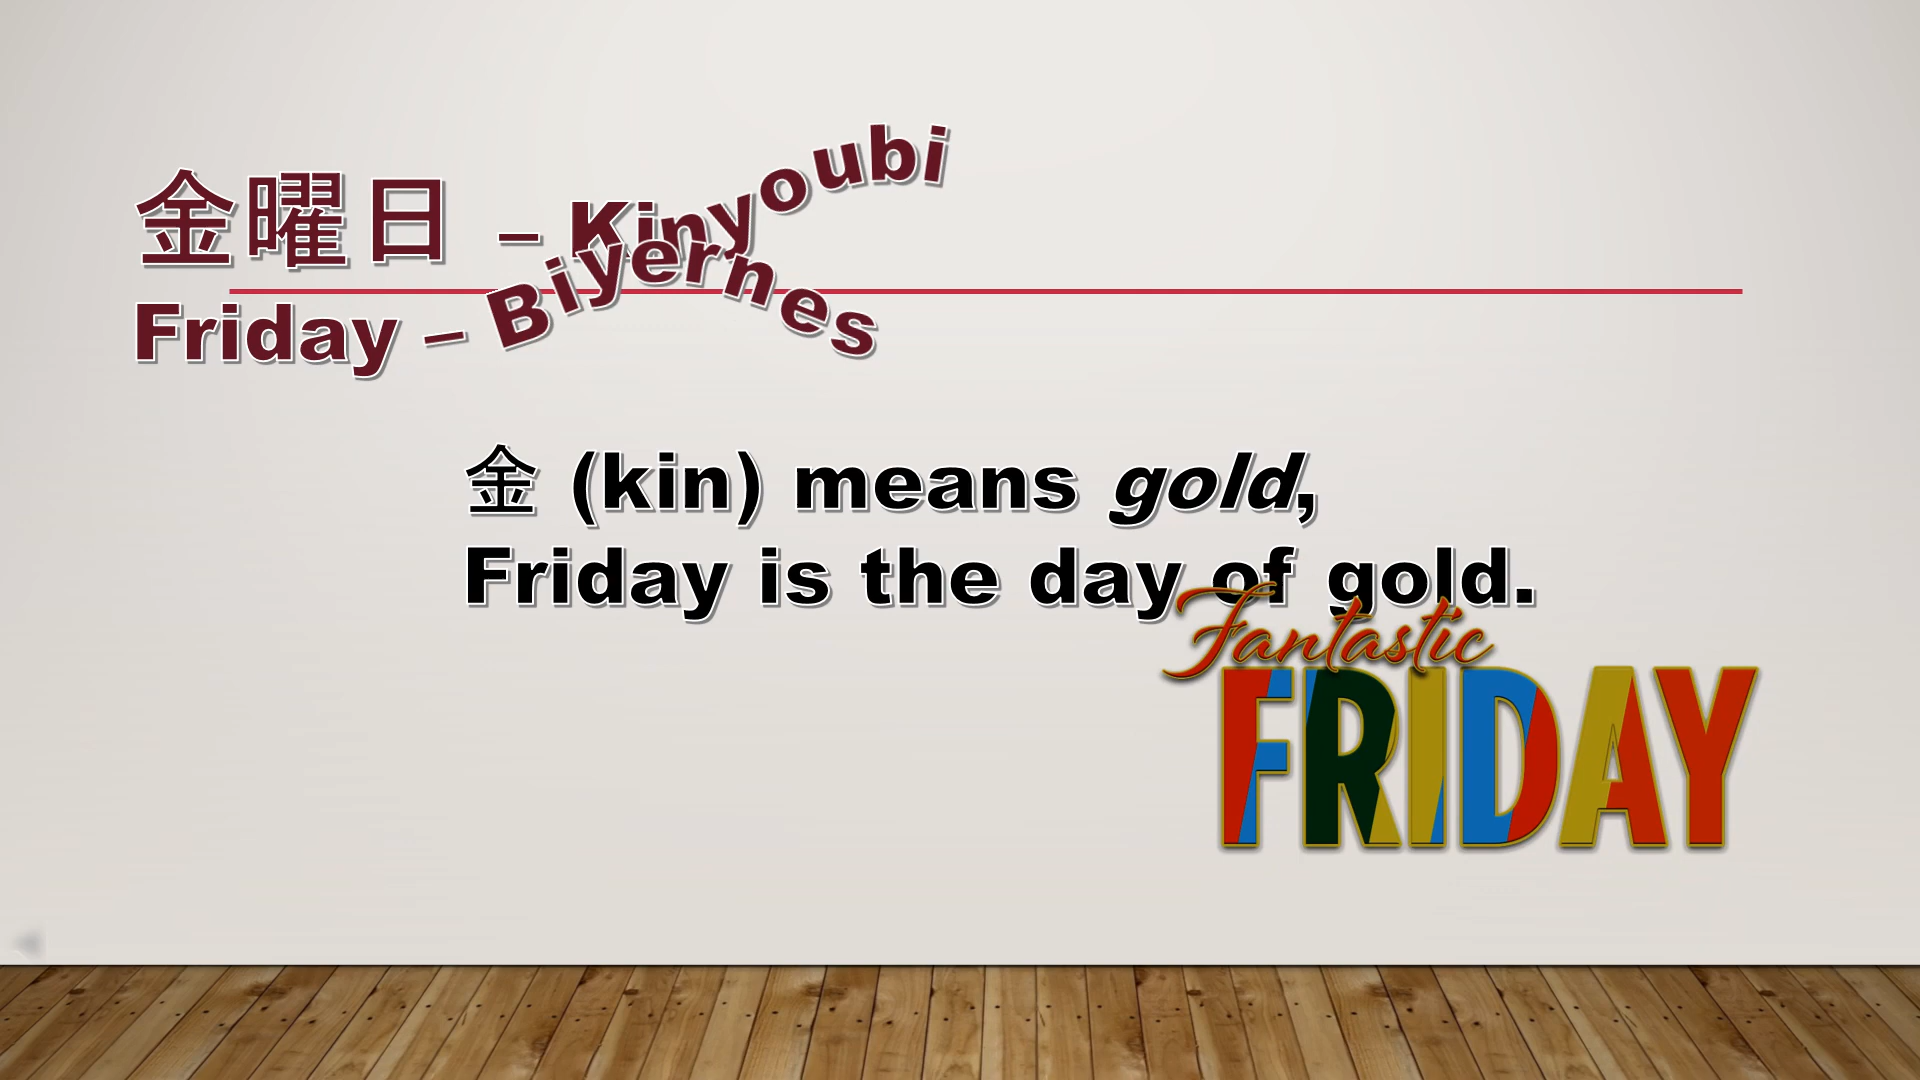 金曜日 – Kinyoubi
Friday – Biyernes
金 (kin) means gold,
Friday is the day of gold.
Fantastic
FRIDAY